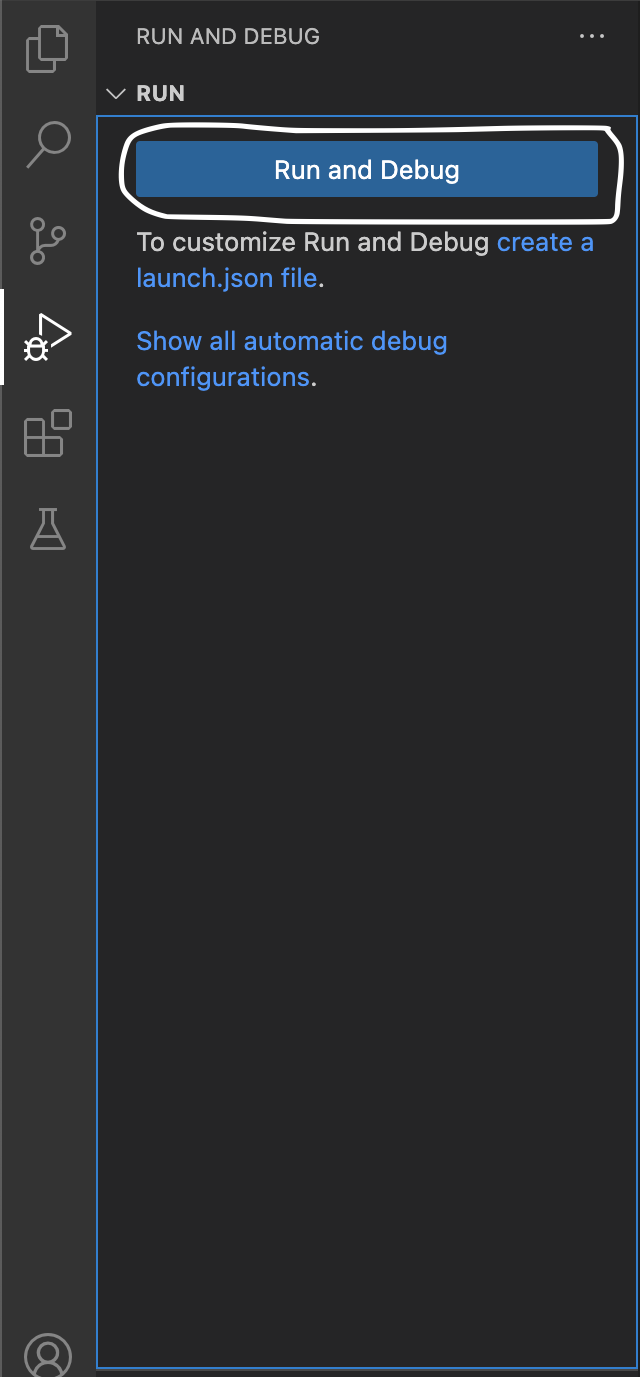 RUN AND DEBUG
RUN
Run and Debug
To customize Run and Debug create a
launch.json file.
Show all automatic debug
configurations.